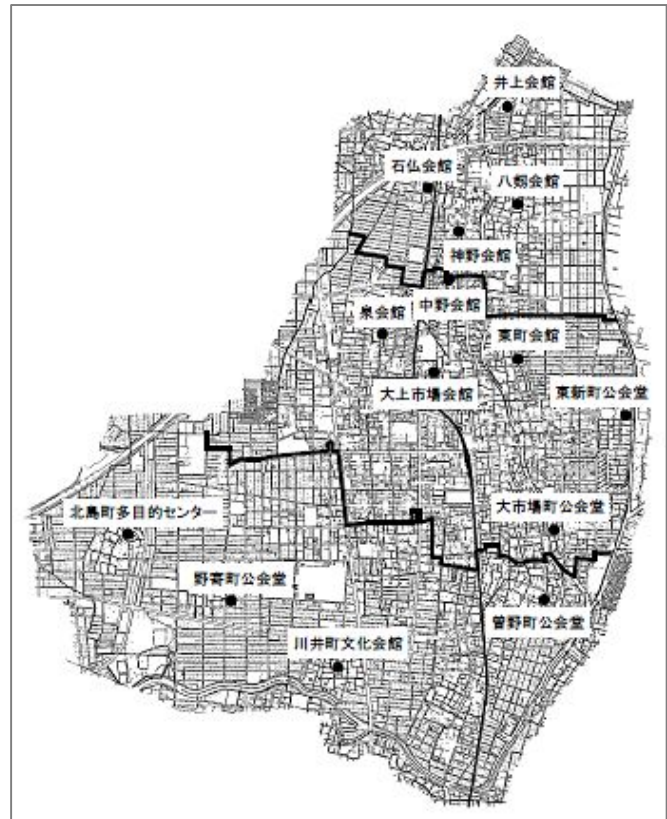 井上会館
石仏会館
八剱会館
神野会館
中野会館
泉会館
東町会館
大上市場会館
東新町公会堂
北島町多目的センター
大市場町公会堂
野寄町公会堂
曽野町公会堂
川井町文化会館